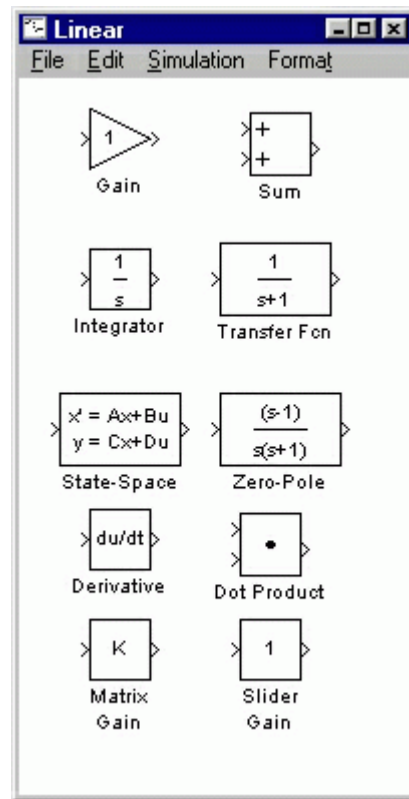 Linear
File Edit Simulation Format
1
Gain
+
+
Sum
1
s
Integrator
1
s+1
Transfer Fcn
x' = Ax+Bu
y = Cx+Du
State-Space
(s-1)
s(s+1)
Zero-Pole
du/dt
Derivative
Dot Product
K
Matrix
Gain
1
Slider
Gain